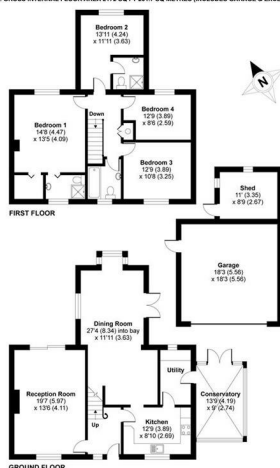 Bedroom 2
13'11 (4.24)
x 11'11 (3.63)
Bedroom 1
14'8 (4.47)
x 13'5 (4.09)
Down
Bedroom 4
12'9 (3.89)
x 8'6 (2.59)
Bedroom 3
12'9 (3.89)
x 10'8 (3.25)
N
Shed
11' (3.35)
x 8'9 (2.67)
FIRST FLOOR
Garage
18'3 (5.56)
x 18'3 (5.56)
Dining Room
27'4 (8.34) into bay
x 11'11 (3.63)
Reception Room
19'7 (5.97)
x 13'6 (4.11)
Up
Utility
Kitchen
12'9 (3.89)
x 8'10 (2.69)
Conservatory
13'9 (4.19)
x 9' (2.74)
GROUND FLOOR